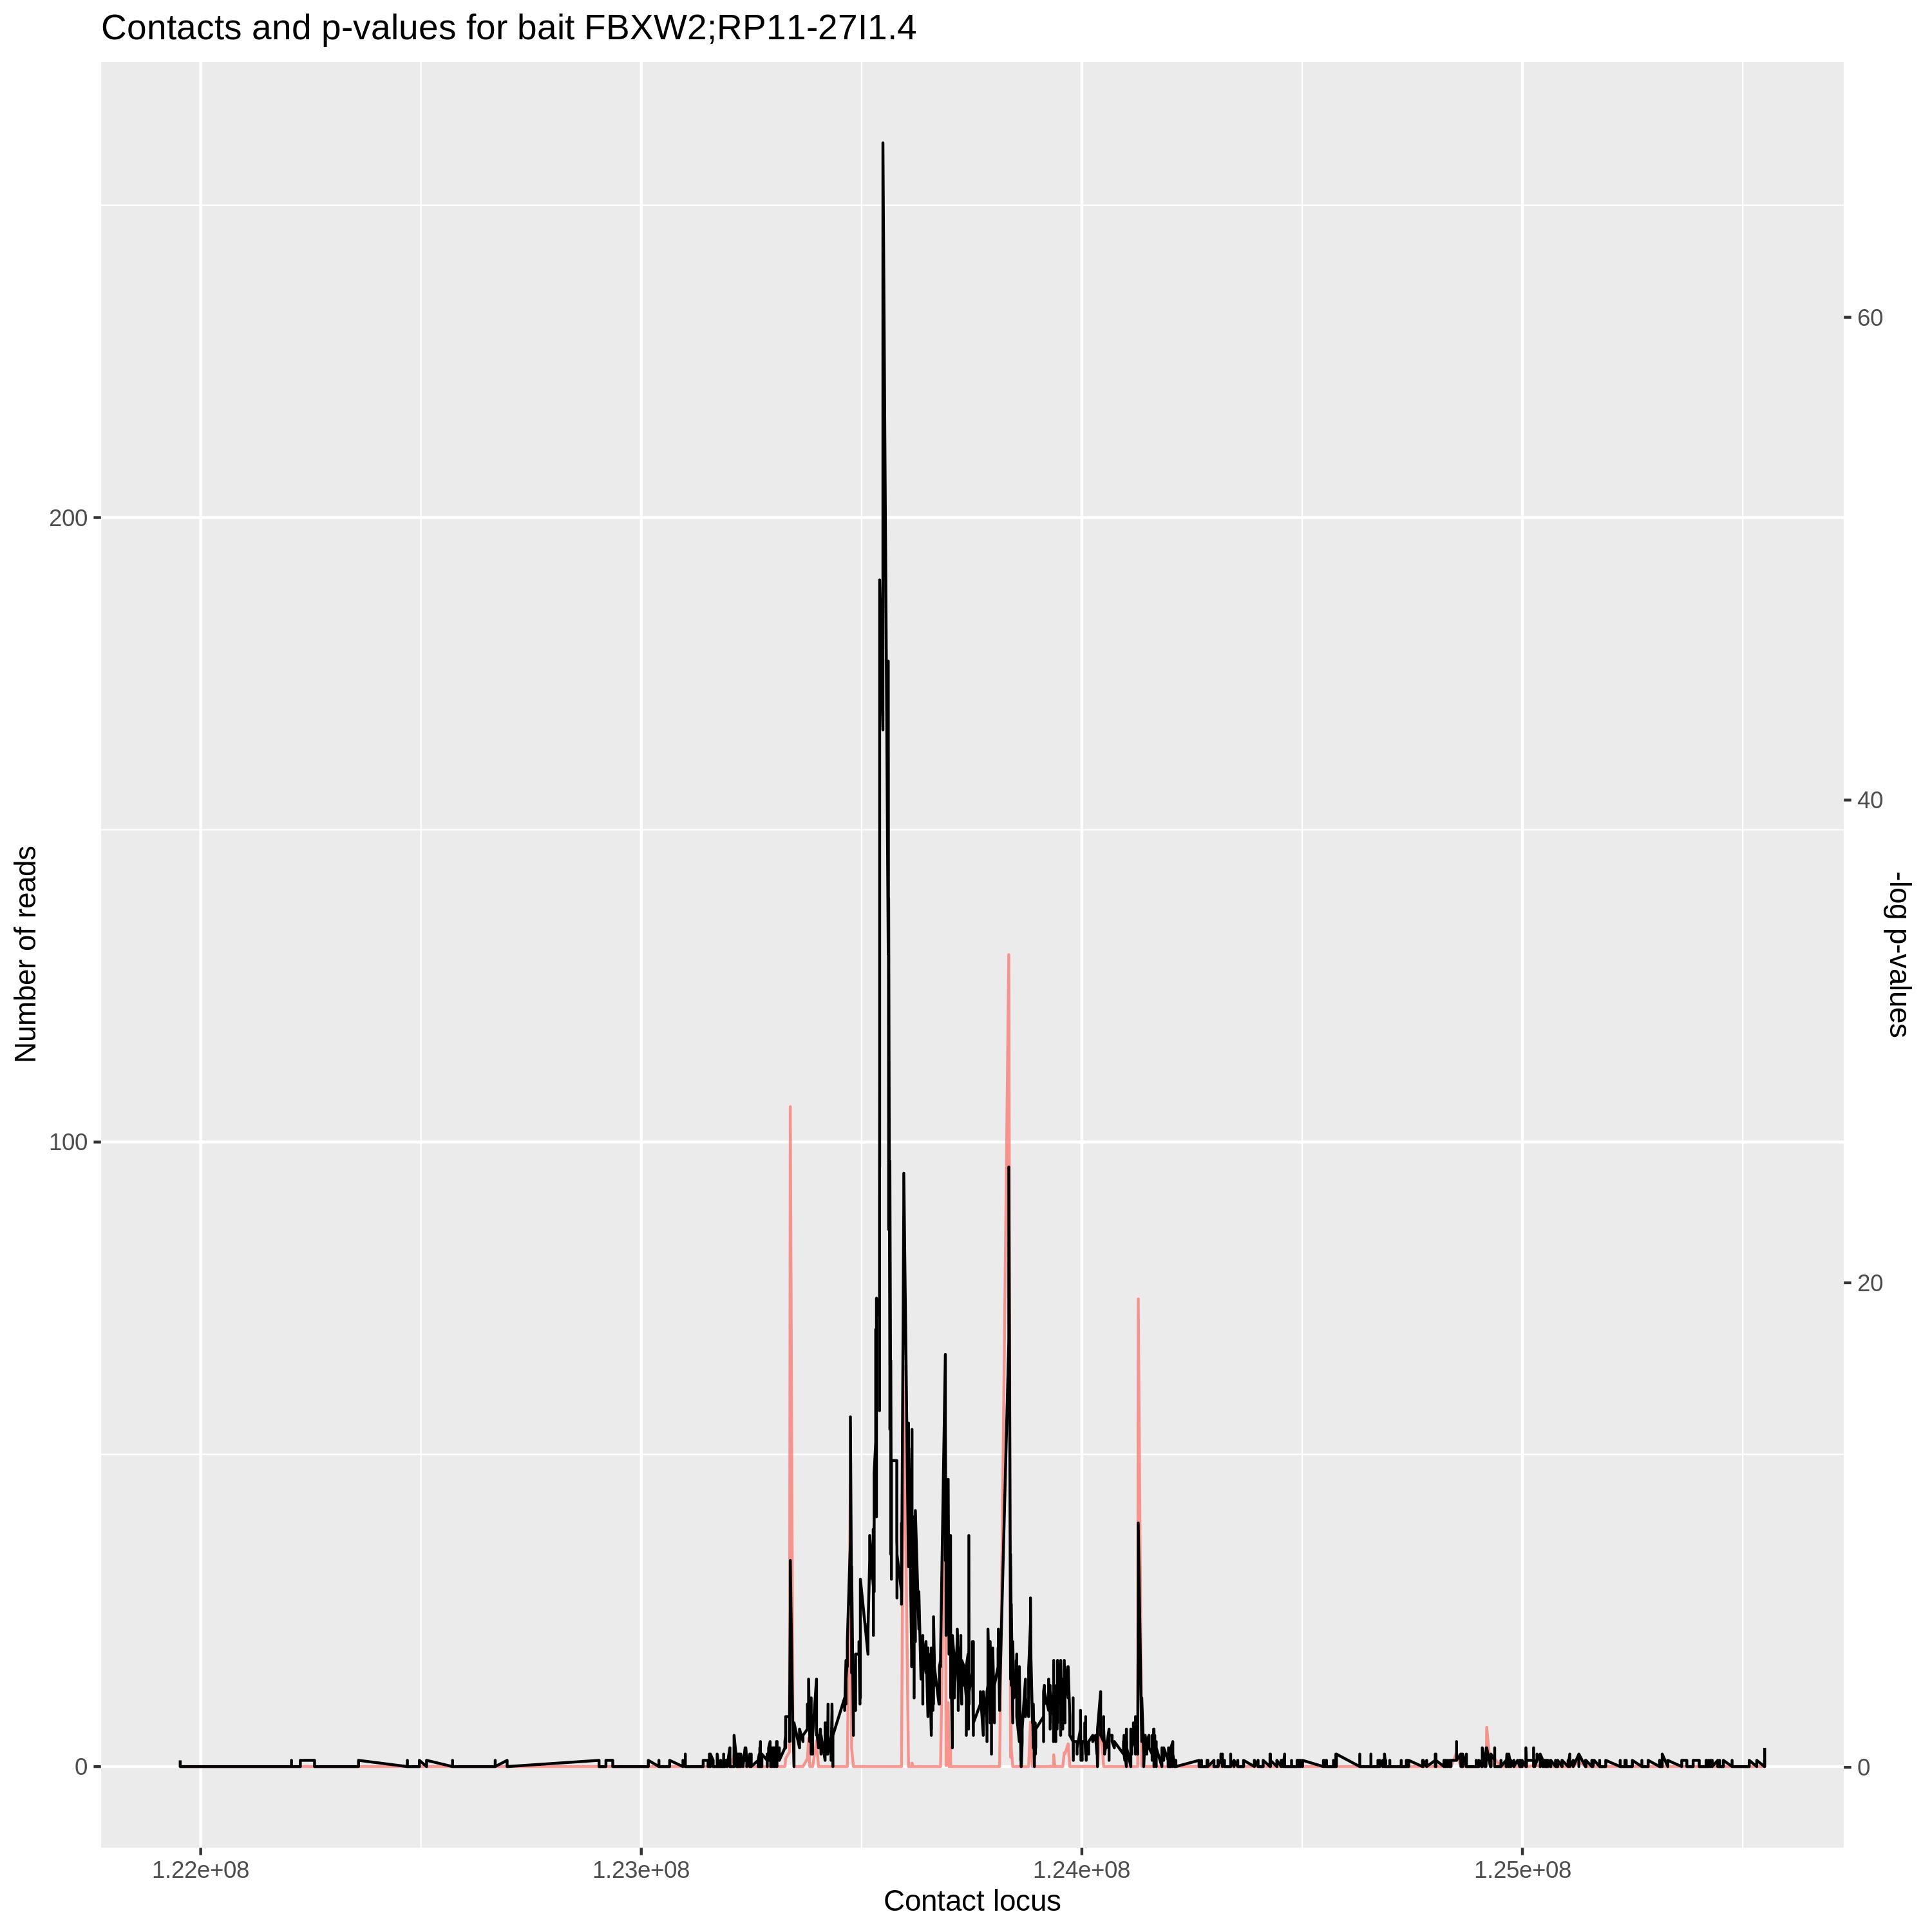 Contacts and p-values for bait FBXW2;RP11-27I1.4
Number of reads
200
100
0
60
40
20
0
-log p-values
1.22e+08
1.23e+08
1.24e+08
1.25e+08
Contact locus